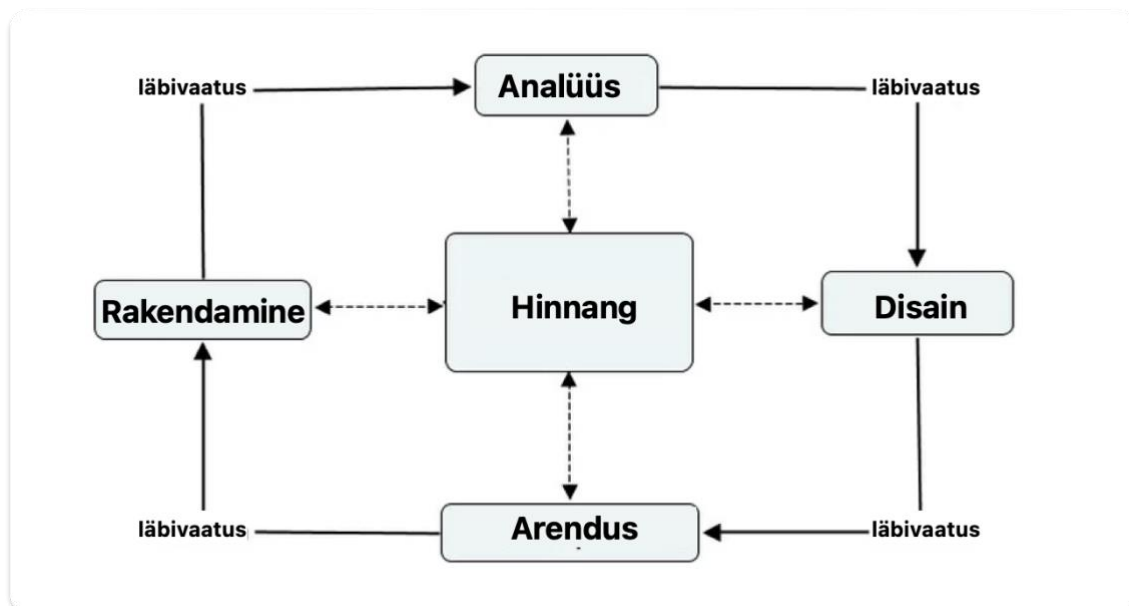 läbivaatus
Analüüs
läbivaatus
Rakendamine
Hinnang
Disain
läbivaatus
Arendus
läbivaatus